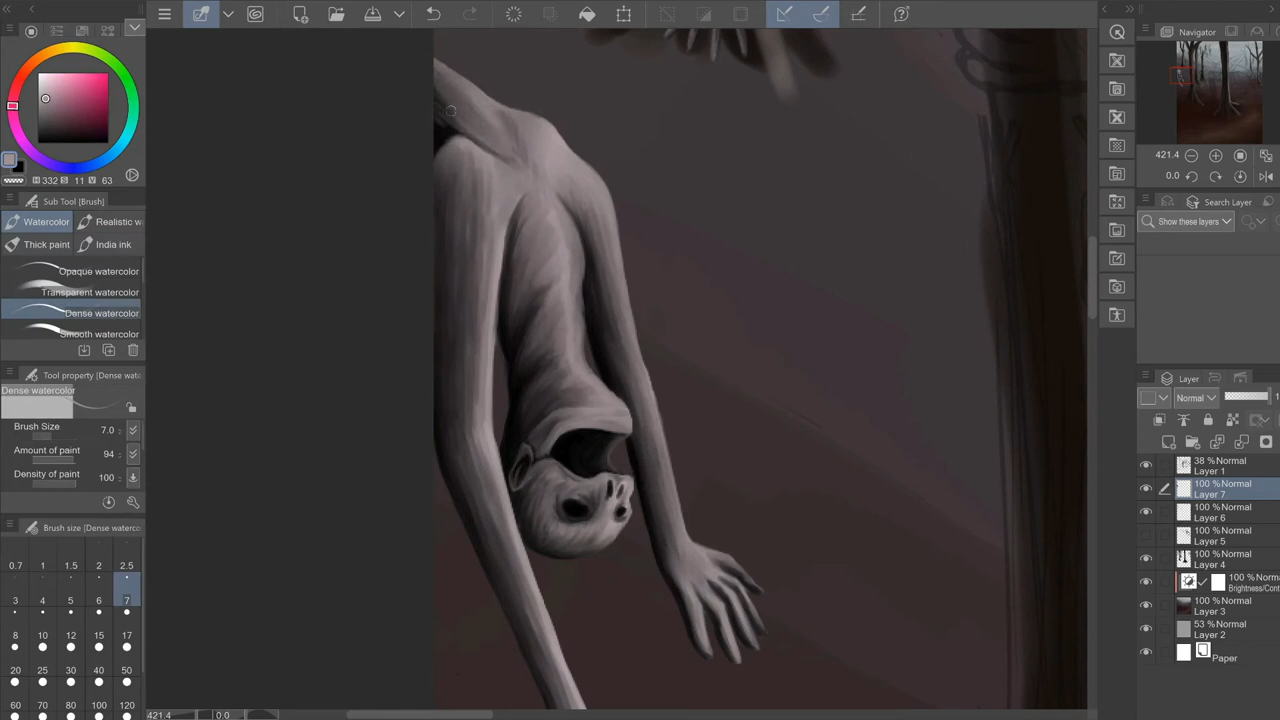 Navigator
421.4
0.0
Search Layer
Show these layers
H 332 S 11 V 63
Sub Tool [Brush]
Watercolor
Realistic w
Thick paint
India ink
Opaque watercolor
Transparent watercolor
Dense watercolor
Smooth watercolor
Tool property [Dense wate
Dense watercolor
Brush Size 7.0
Amount of paint 94
Density of paint 100
Brush size [Dense waterco
0.7 1 1.5 2 2.5
3 4 5 6 7
8 10 12 15 17
20 25 30 40 50
60 70 80 100 120
Layer
Normal 1
38 %Normal
Layer 1
100 %Normal
Layer 7
100 %Normal
Layer 6
100 %Normal
Layer 5
100 %Normal
Layer 4
100 %Norma
Brightness/Cont
100 %Normal
Layer 3
53 %Normal
Layer 2
Paper
421.4 0.0